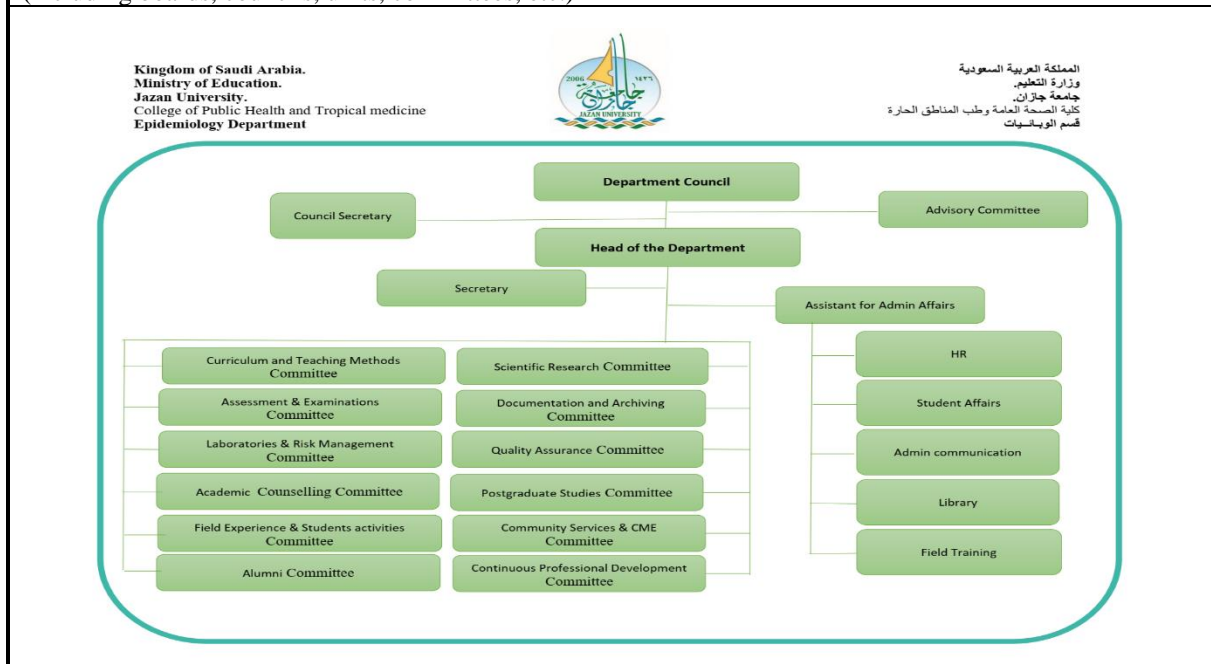 Kingdom of Saudi Arabia.
Ministry of Education.
Jazan University.
College of Public Health and Tropical medicine
Epidemiology Department
2006
١٤٢٦
جامعة جازان
JAZAN UNIVERSITY
المملكة العربية السعودية
وزارة التعليم.
جامعة جازان.
كلية الصحة العامة وطب المناطق الحارة
قسم الوبـائـيـات
Department Council
Council Secretary
Advisory Committee
Head of the Department
Secretary
Assistant for Admin Affairs
Curriculum and Teaching Methods
Committee
Scientific Research Committee
HR
Assessment & Examinations
Committee
Documentation and Archiving
Committee
Student Affairs
Laboratories & Risk Management
Committee
Quality Assurance Committee
Admin communication
Academic Counselling Committee
Postgraduate Studies Committee
Library
Field Experience & Students activities
Committee
Community Services & CME
Committee
Field Training
Alumni Committee
Continuous Professional Development
Committee